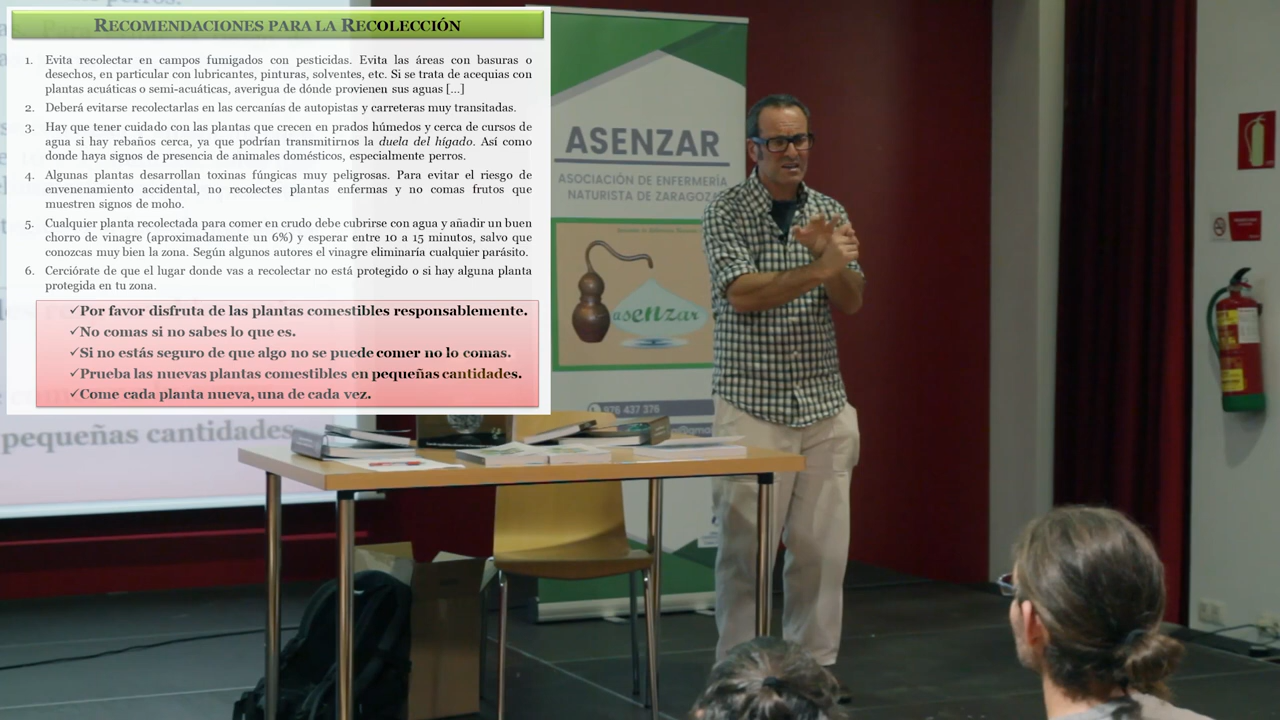 RECOMENDACIONES PARA LA RECOLECCIÓN
1. Evita recolectar en campos fumigados con pesticidas. Evita las áreas con basuras o
desechos, en particular con lubricantes, pinturas, solventes, etc. Si se trata de acequias con
plantas acuáticas o semi-acuáticas, averigua de dónde provienen sus aguas [...]
2. Deberá evitarse recolectarlas en las cercanías de autopistas y carreteras muy transitadas.
3. Hay que tener cuidado con las plantas que crecen en prados húmedos y cerca de cursos de
agua si hay rebaños cerca, ya que podrían transmitirnos la duela del hígado. Así como
donde haya signos de presencia de animales domésticos, especialmente perros.
4. Algunas plantas desarrollan toxinas fúngicas muy peligrosas. Para evitar el riesgo de
envenenamiento accidental, no recolectes plantas enfermas y no comas frutos que
muestren signos de moho.
5. Cualquier planta recolectada para comer en crudo debe cubrirse con agua y añadir un buen
chorro de vinagre (aproximadamente un 6%) y esperar entre 10 a 15 minutos, salvo que
conozcas muy bien la zona. Según algunos autores el vinagre eliminaría cualquier parásito.
6. Cerciórate de que el lugar donde vas a recolectar no está protegido o si hay alguna planta
protegida en tu zona.
✓Por favor disfruta de las plantas comestibles responsablemente.
✓No comas si no sabes lo que es.
✓Si no estás seguro de que algo no se puede comer no lo comas.
✓Prueba las nuevas plantas comestibles en pequeñas cantidades.
✓Come cada planta nueva, una de cada vez.
pequeñas cantidades
ASENZAR
ASOCIACIÓN DE ENFERMERÍA
NATURISTA DE ZARAGOZ
asenzar
976 437 376